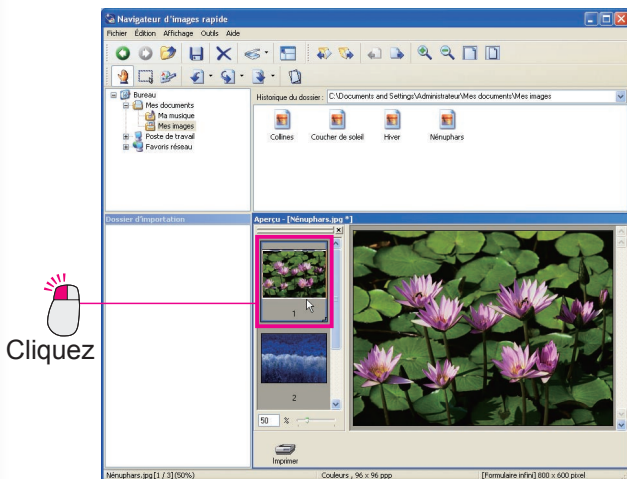 Navigateur d'images rapide
Fichier Édition Affichage Outils Aide
Bureau
Mes documents
Ma musique
Mes images
Poste de travail
Favoris réseau
Historique du dossier : C:\Documents and Settings\Administrateur\Mes documents\Mes images
Collines Coucher de soleil Hiver Nénuphars
Dossier d'importation
Aperçu - [Nénuphars.jpg *]
1
Cliquez
2
50 %
Imprimer
Nénuphars.jpg [1 / 3] (50%) Couleurs , 96 x 96 ppp [Formulaire infini] 800 x 600 pixel